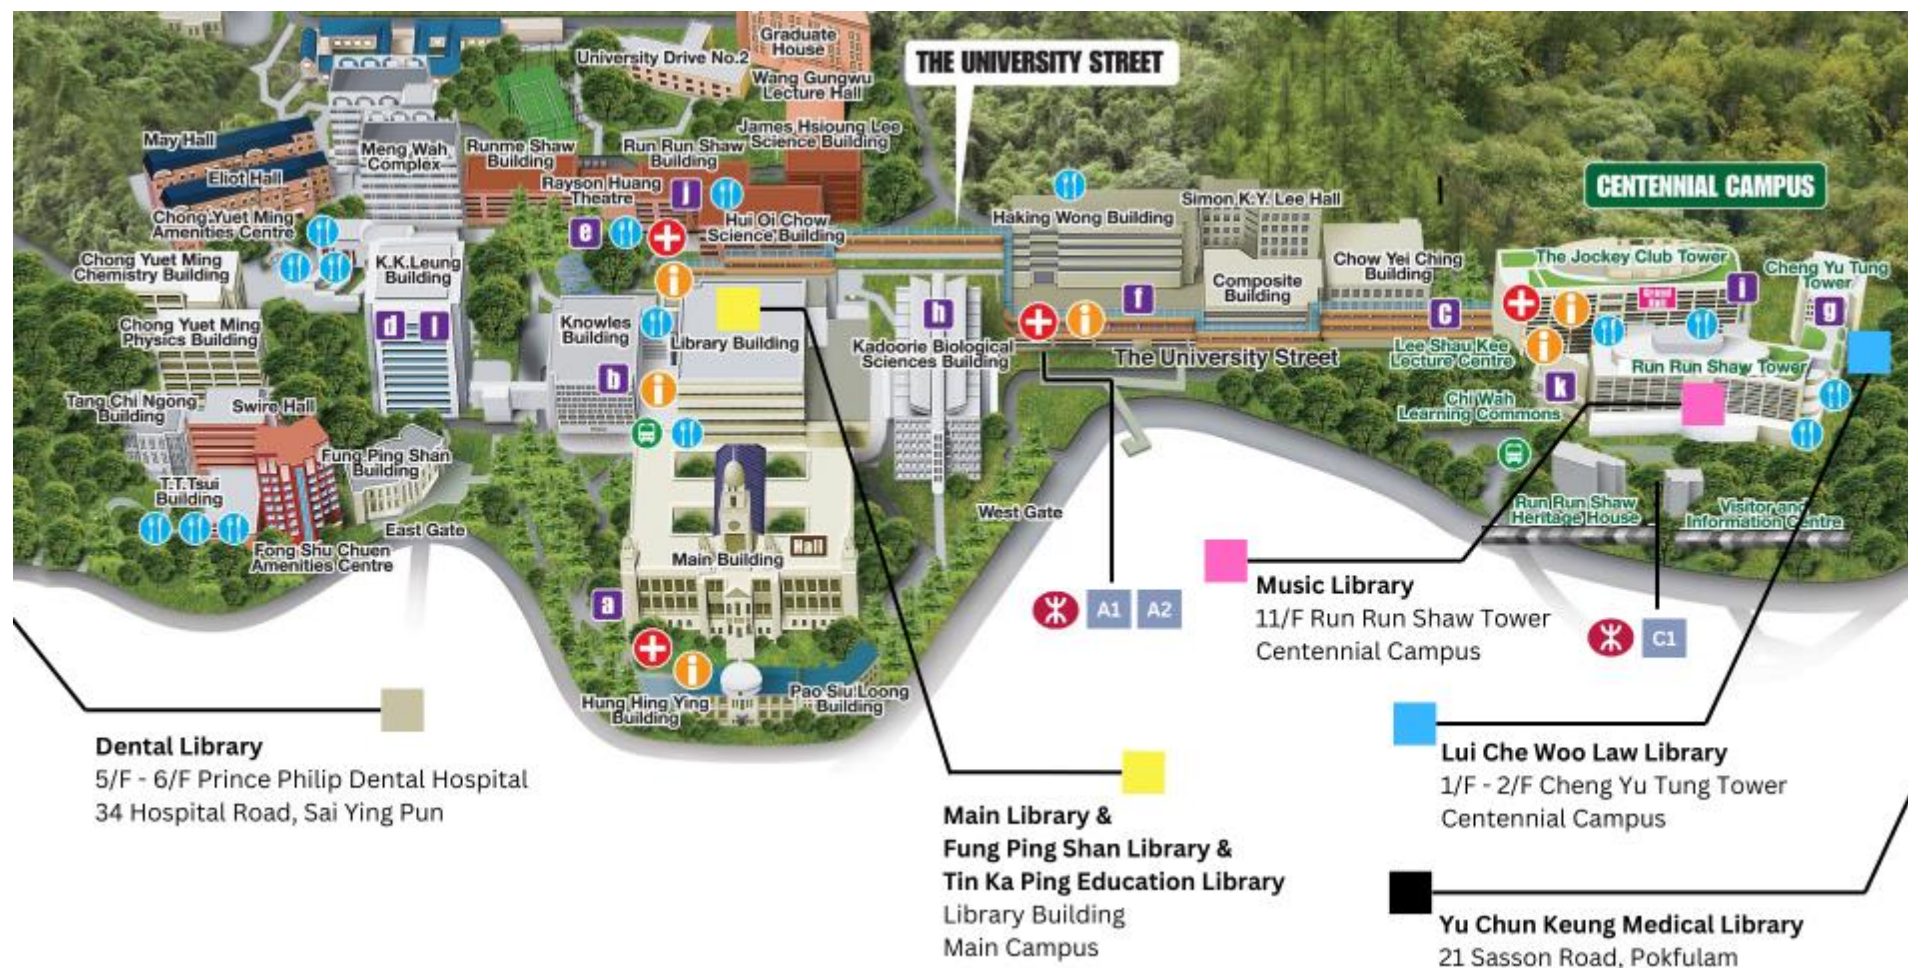 Graduate
House
University Drive No.2
THE UNIVERSITY STREET
Wang Gungwu
Lecture Hall
May Hall
Meng Wah
Complex
Runme Shaw
Building
Run Run Shaw
Building
James Hsioung Lee
Science Building
Eliot Hall
Rayson Huang
Theatre
j
CENTENNIAL CAMPUS
Chong Yuet Ming
Amenities Centre
e
Hui Oi Chow
Science Building
Haking Wong Building
Simon K.Y. Lee Hall
Chong Yuet Ming
Chemistry Building
K.K.Leung
Building
i
Chow Yei Ching
Building
The Jockey Club Tower
Cheng Yu Tung
Tower
Composite
Building
Grand
Hall
i
i
Chong Yuet Ming
Physics Building
d
l
Knowles
Building
Library Building
h
Kadoorie Biological
Sciences Building
i
f
c
g
The University Street
Lee Shau Kee
Lecture Centre
i
Run Run Shaw Tower
b
i
k
Chi Wah
Learning Commons
Tang Chi Ngong
Building
Swire Hall
Fung Ping Shan
Building
T.T.Tsui
Building
East Gate
West Gate
Run Run Shaw
Heritage House
Visitor and
Information Centre
Fong Shu Chuen
Amenities Centre
Hall
Main Building
a
i
Hung Hing Ying
Building
Pao Siu Loong
Building
A1 A2
C1
Music Library
11/F Run Run Shaw Tower
Centennial Campus
Dental Library
5/F - 6/F Prince Philip Dental Hospital
34 Hospital Road, Sai Ying Pun
Lui Che Woo Law Library
1/F - 2/F Cheng Yu Tung Tower
Centennial Campus
Main Library &
Fung Ping Shan Library &
Tin Ka Ping Education Library
Library Building
Main Campus
Yu Chun Keung Medical Library
21 Sasson Road, Pokfulam